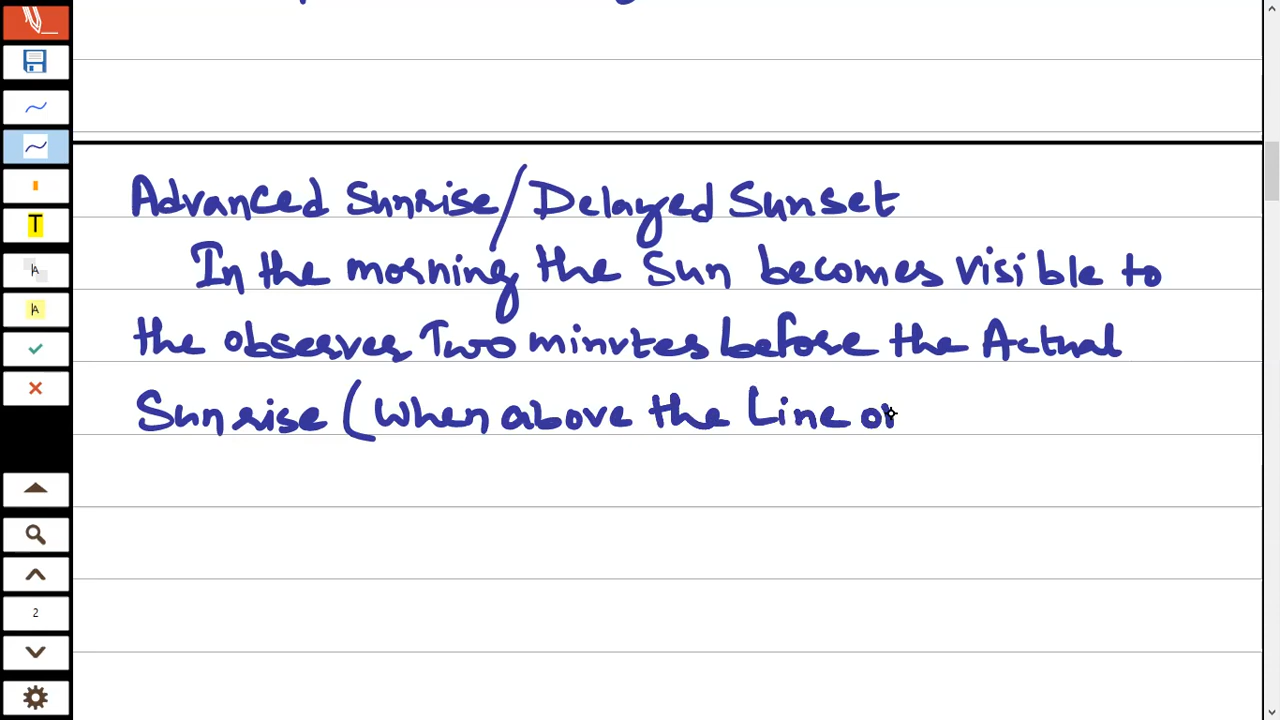 Advanced Sunrise/Delayed Sunset
In the morning the Sun becomes visible to
the observer Two minutes before the Actual
Sunrise (When above the Line
T
A
A
2